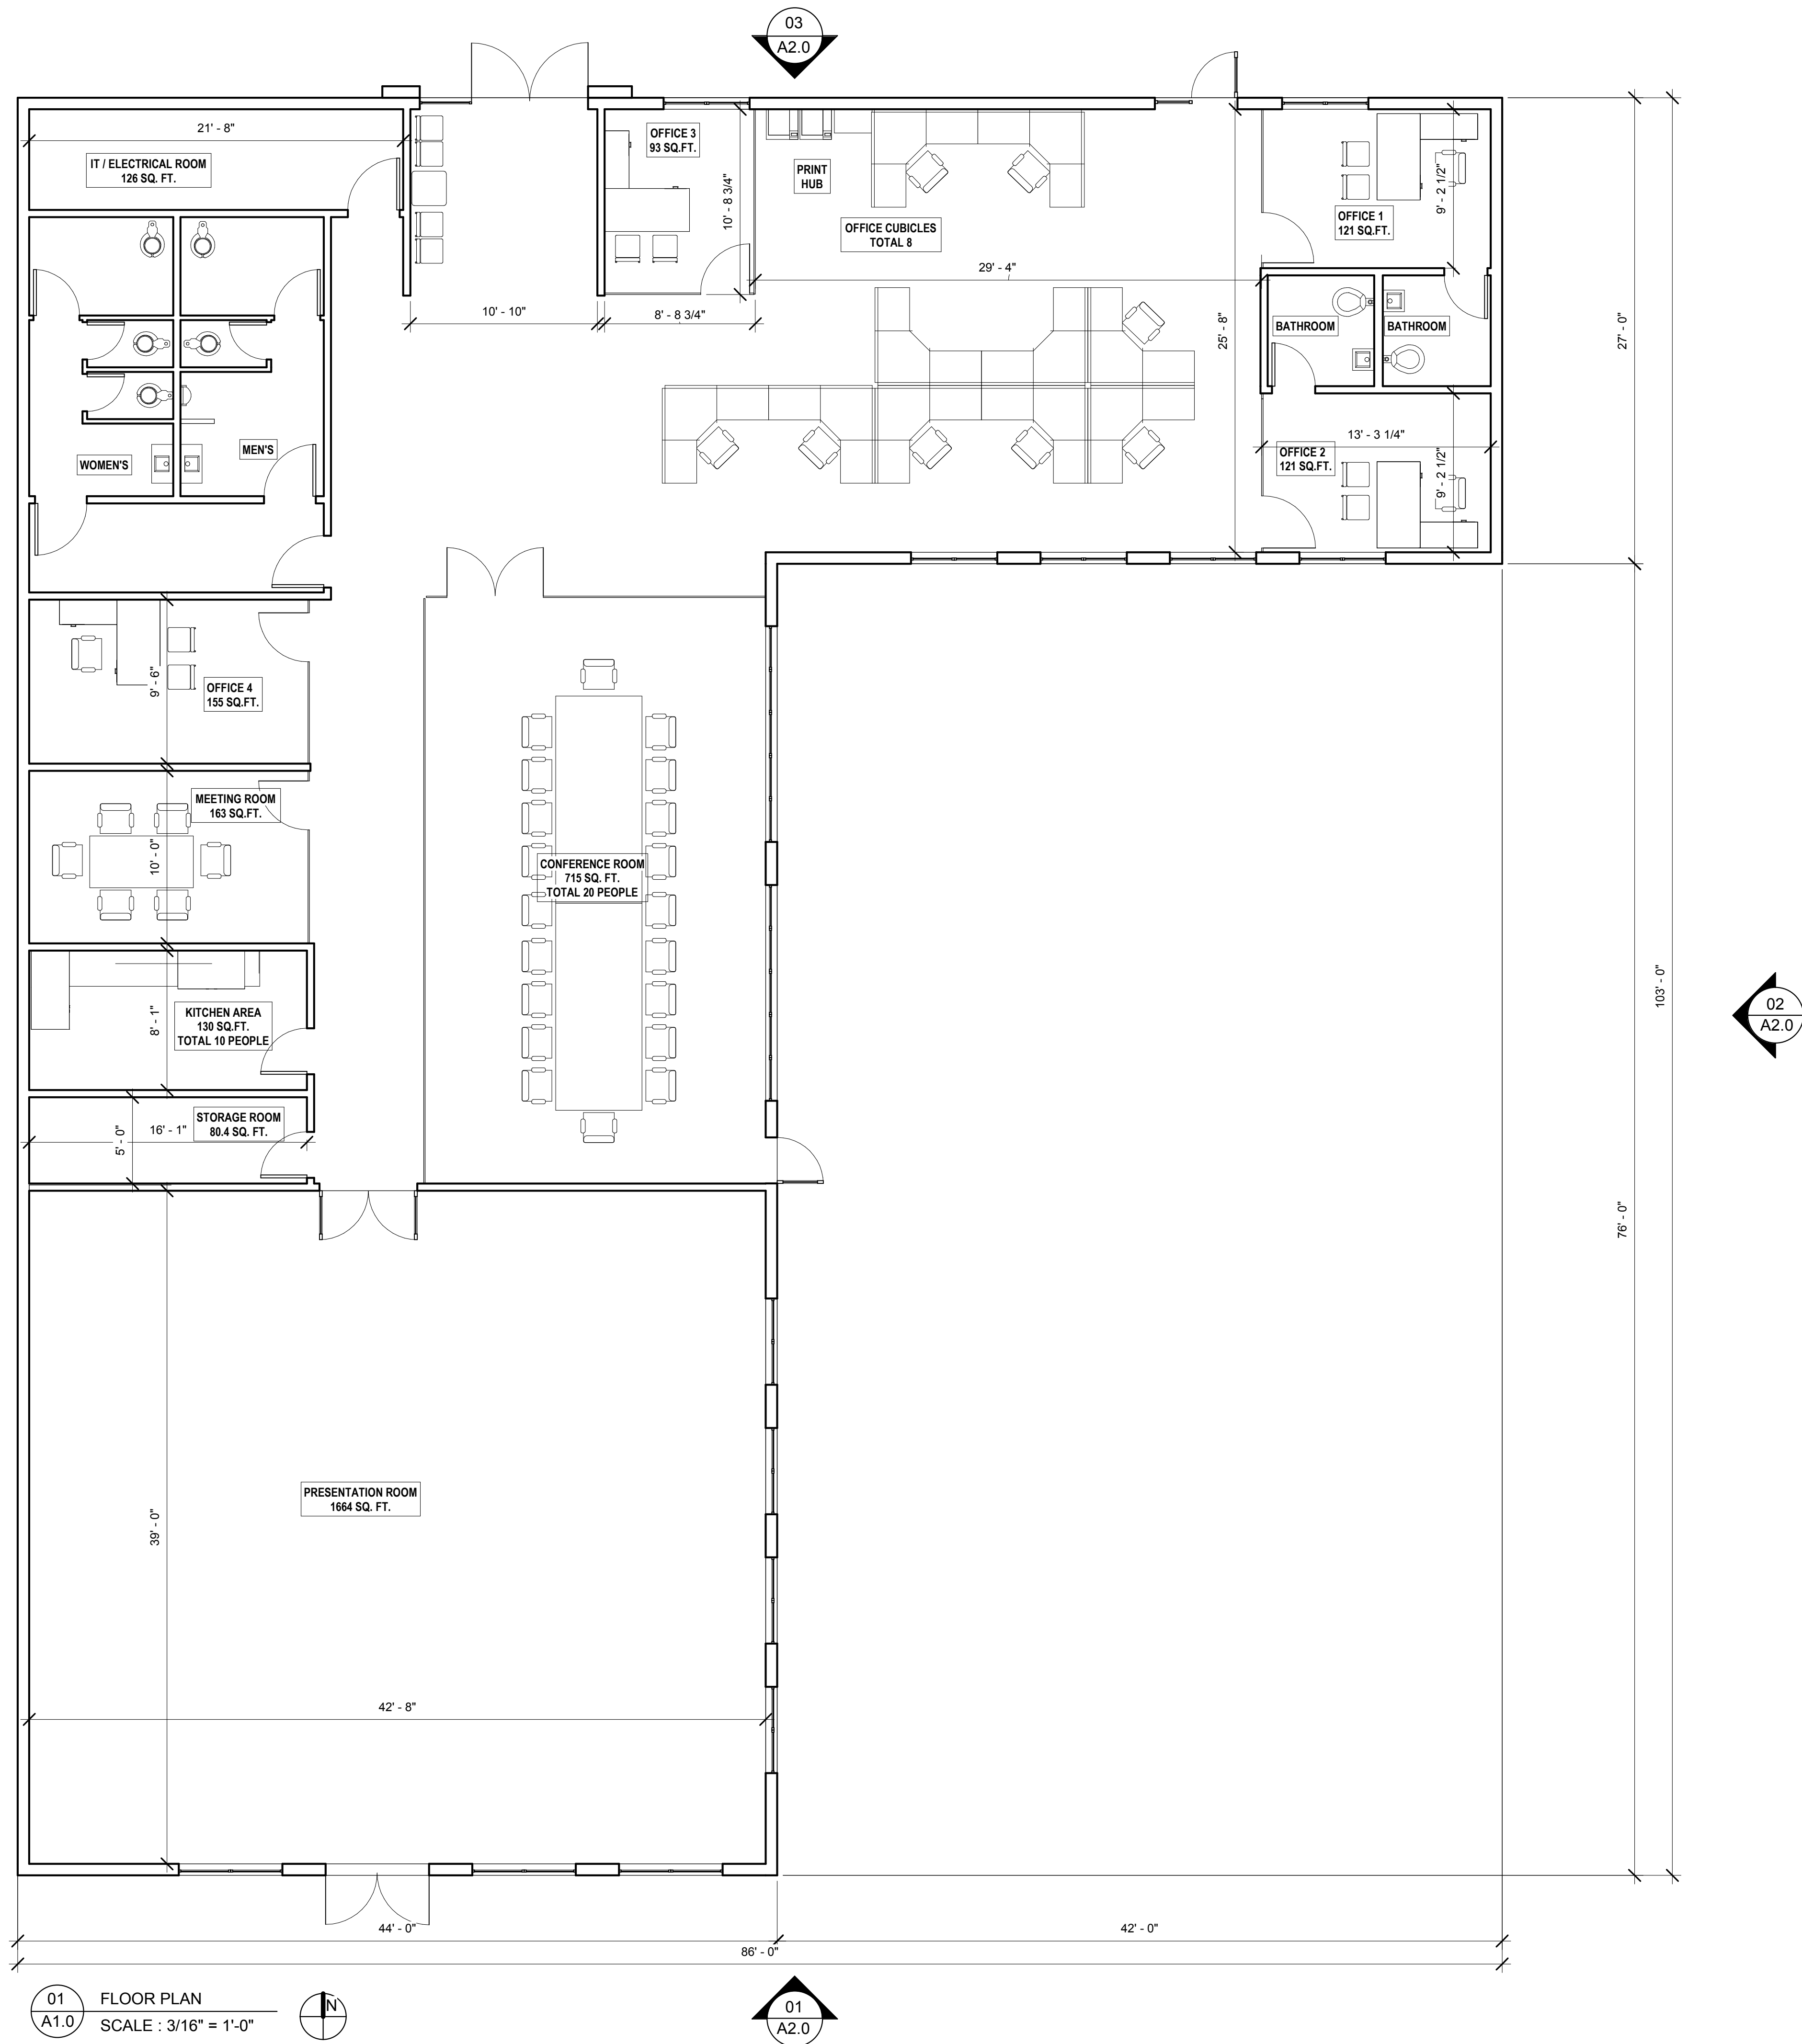 03
A2.0
21' - 8"
IT / ELECTRICAL ROOM
126 SQ. FT.
OFFICE 3
93 SQ.FT.
10' - 8 3/4"
PRINT
HUB
OFFICE CUBICLES
TOTAL 8
29' - 4"
OFFICE 1
121 SQ.FT.
9' - 2 1/2"
10' - 10"
8' - 8 3/4"
25' - 8"
BATHROOM
BATHROOM
27' - 0"
WOMEN'S
MEN'S
13' - 3 1/4"
OFFICE 2
121 SQ.FT.
9' - 2 1/2"
9' - 6"
OFFICE 4
155 SQ.FT.
MEETING ROOM
163 SQ.FT.
10' - 0"
CONFERENCE ROOM
715 SQ. FT.
TOTAL 20 PEOPLE
KITCHEN AREA
130 SQ.FT.
TOTAL 10 PEOPLE
8' - 1"
103' - 0"
02
A2.0
STORAGE ROOM
80.4 SQ. FT.
16' - 1"
5' - 0"
76' - 0"
PRESENTATION ROOM
1664 SQ. FT.
39' - 0"
42' - 8"
44' - 0"
42' - 0"
86' - 0"
01
A1.0
FLOOR PLAN
SCALE : 3/16" = 1'-0"
N
01
A2.0